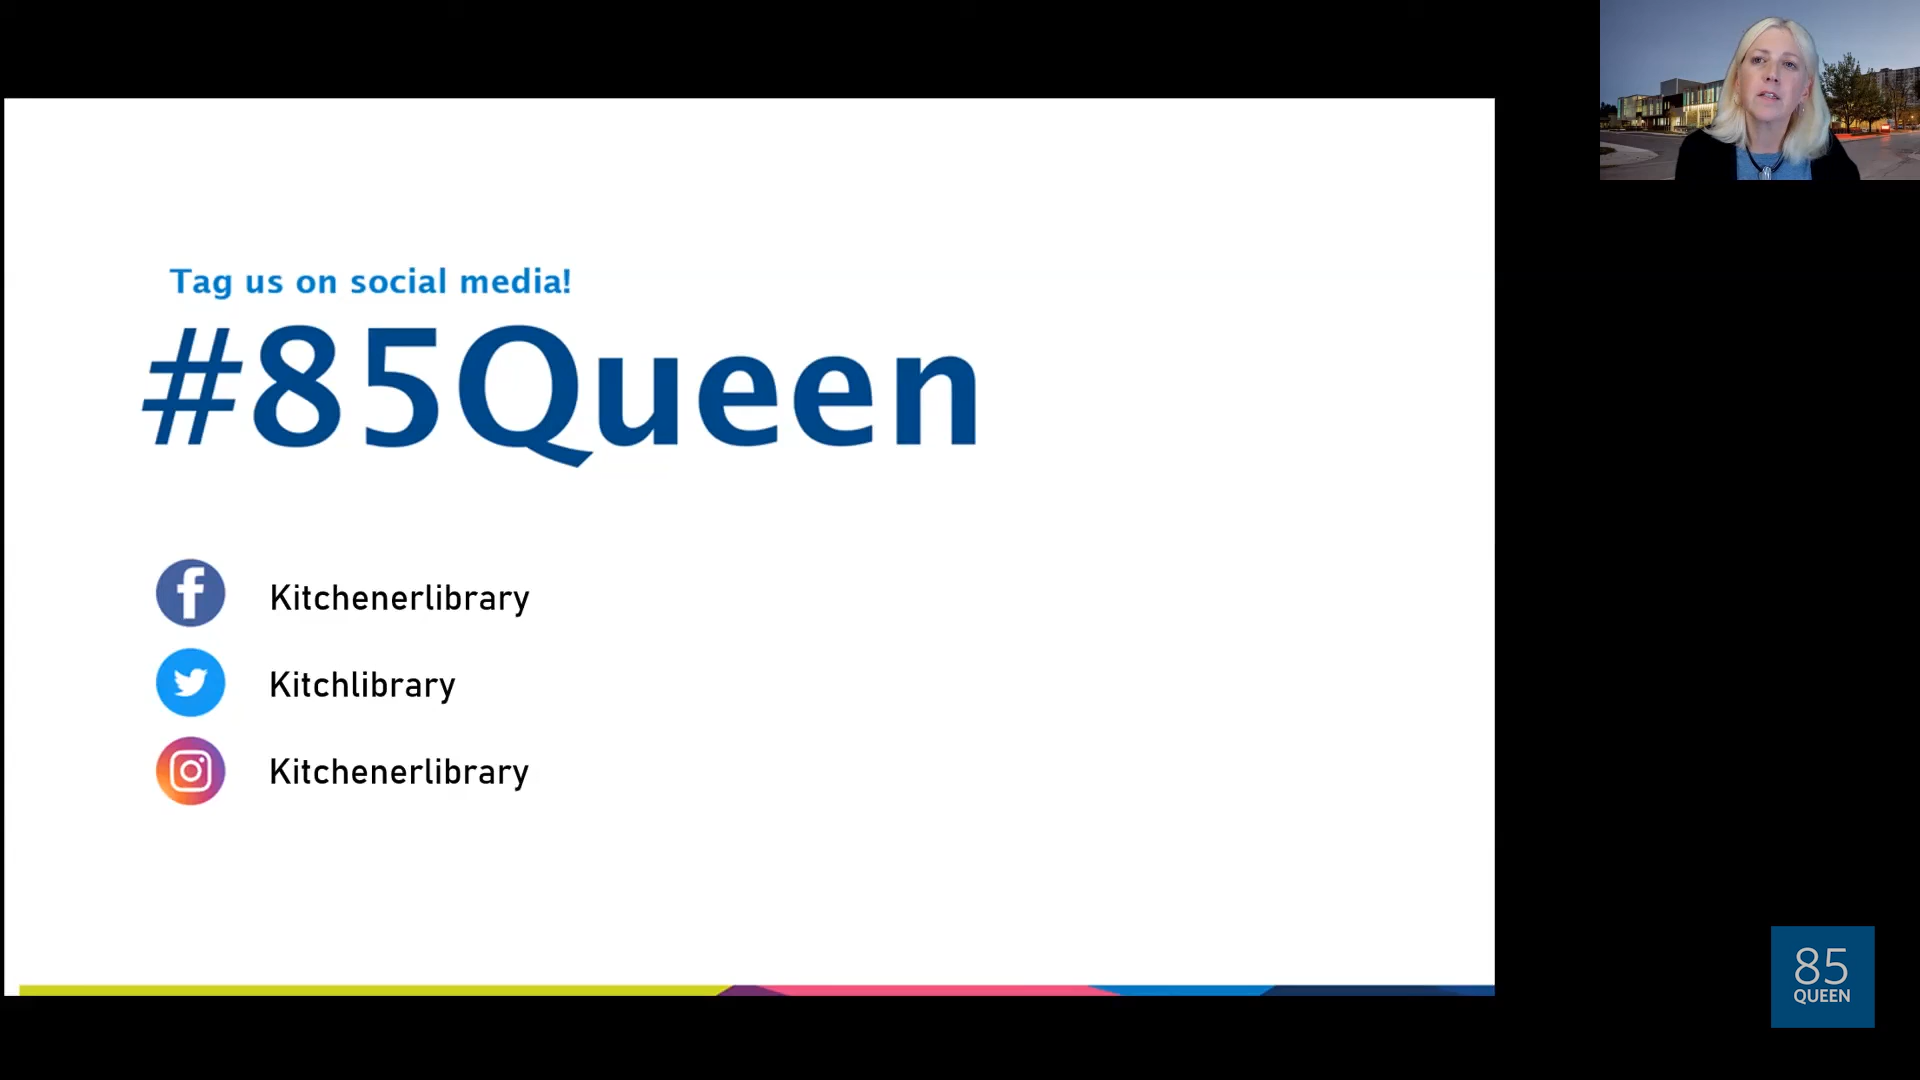 Tag us on social media!
#85Queen
Kitchenerlibrary
Kitchlibrary
Kitchenerlibrary
85
QUEEN